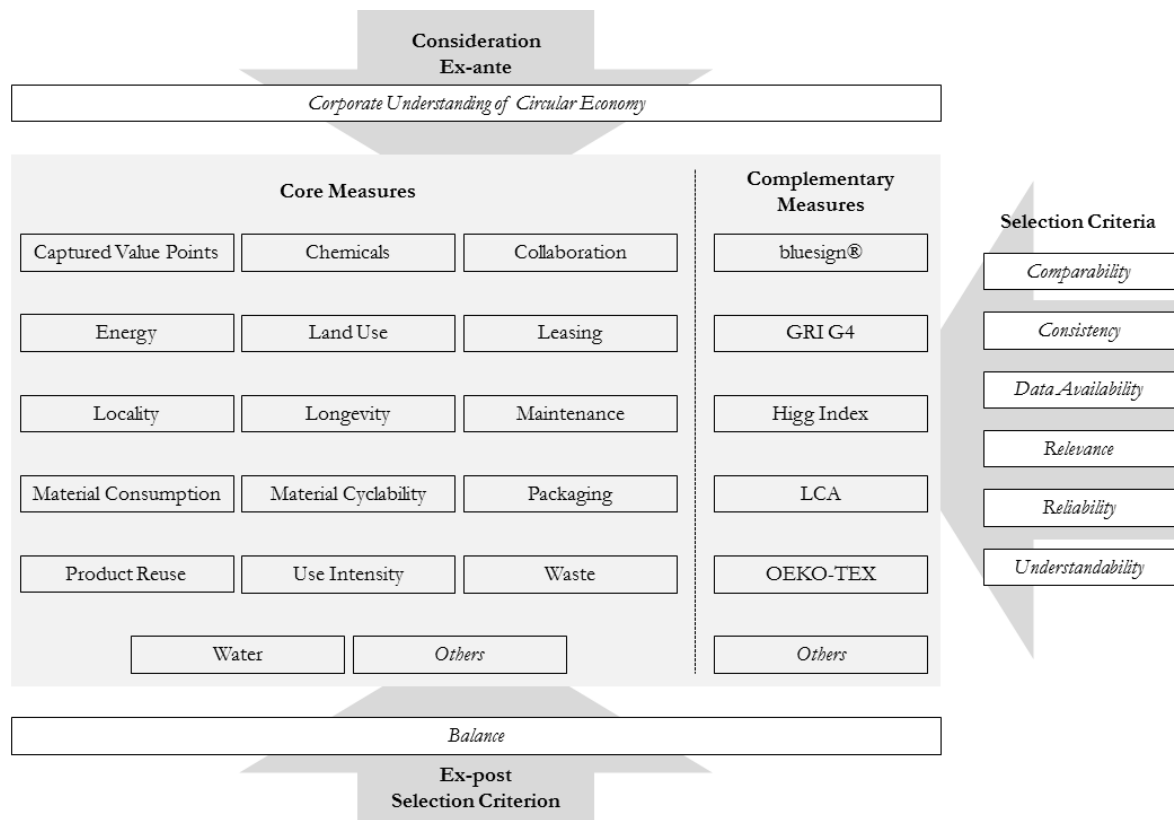 Consideration
Ex-ante
Corporate Understanding of Circular Economy
Core Measures
Complementary
Measures
Captured Value Points
Chemicals
Collaboration
bluesign®
Energy
Land Use
Leasing
GRI G4
Locality
Longevity
Maintenance
Higg Index
Material Consumption
Material Cyclability
Packaging
LCA
Product Reuse
Use Intensity
Waste
OEKO-TEX
Water
Others
Others
Selection Criteria
Comparability
Consistency
Data Availability
Relevance
Reliability
Understandability
Balance
Ex-post
Selection Criterion